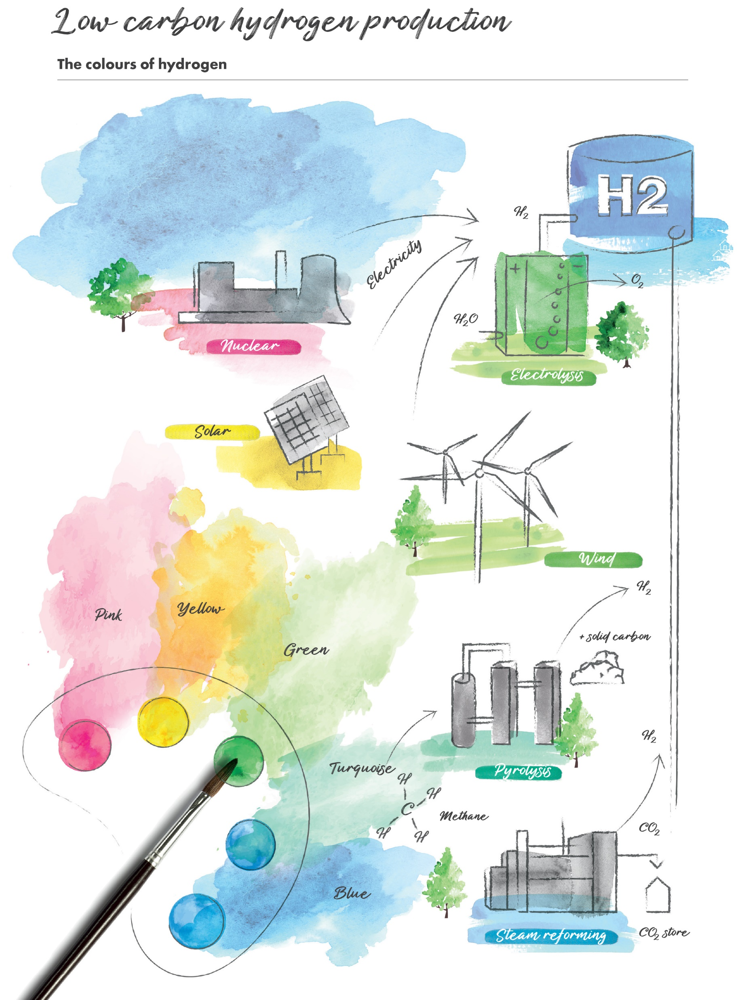 Low carbon hydrogen production
The colours of hydrogen
H2
H₂
Electricity
+ −
O₂
H₂O
Nuclear
Electrolysis
Solar
Wind
H₂
Pink
Yellow
Green
+ solid carbon
H₂
Turquoise
Pyrolysis
H
H
C
H
H
Methane
CO₂
Blue
Steam reforming
CO₂ store